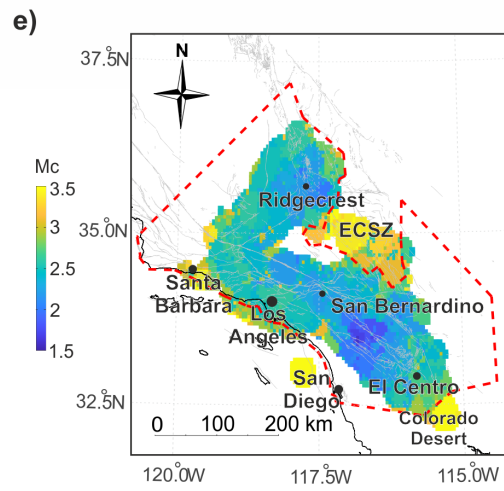 e)
37.5°N
N
Mc
3.5
3
2.5
2
1.5
Ridgecrest
35.0°N
ECSZ
Santa
Barbara
Los
Angeles
San Bernardino
San
Diego
El Centro
Colorado
Desert
32.5°N
0 100 200 km
120.0°W 117.5°W 115.0°W